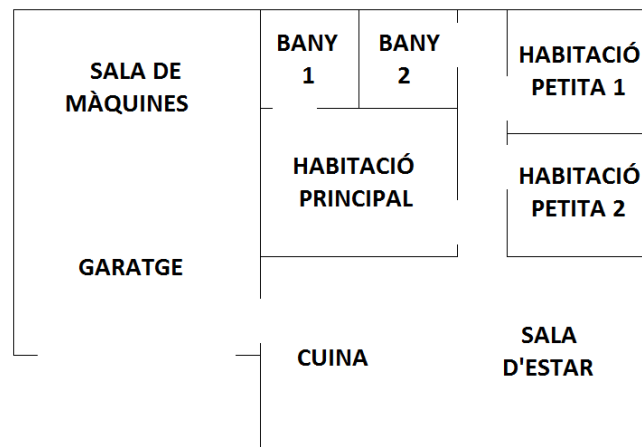 SALA DE
MÀQUINES
BANY
1
BANY
2
HABITACIÓ
PETITA 1
HABITACIÓ
PRINCIPAL
HABITACIÓ
PETITA 2
GARATGE
CUINA
SALA
D'ESTAR